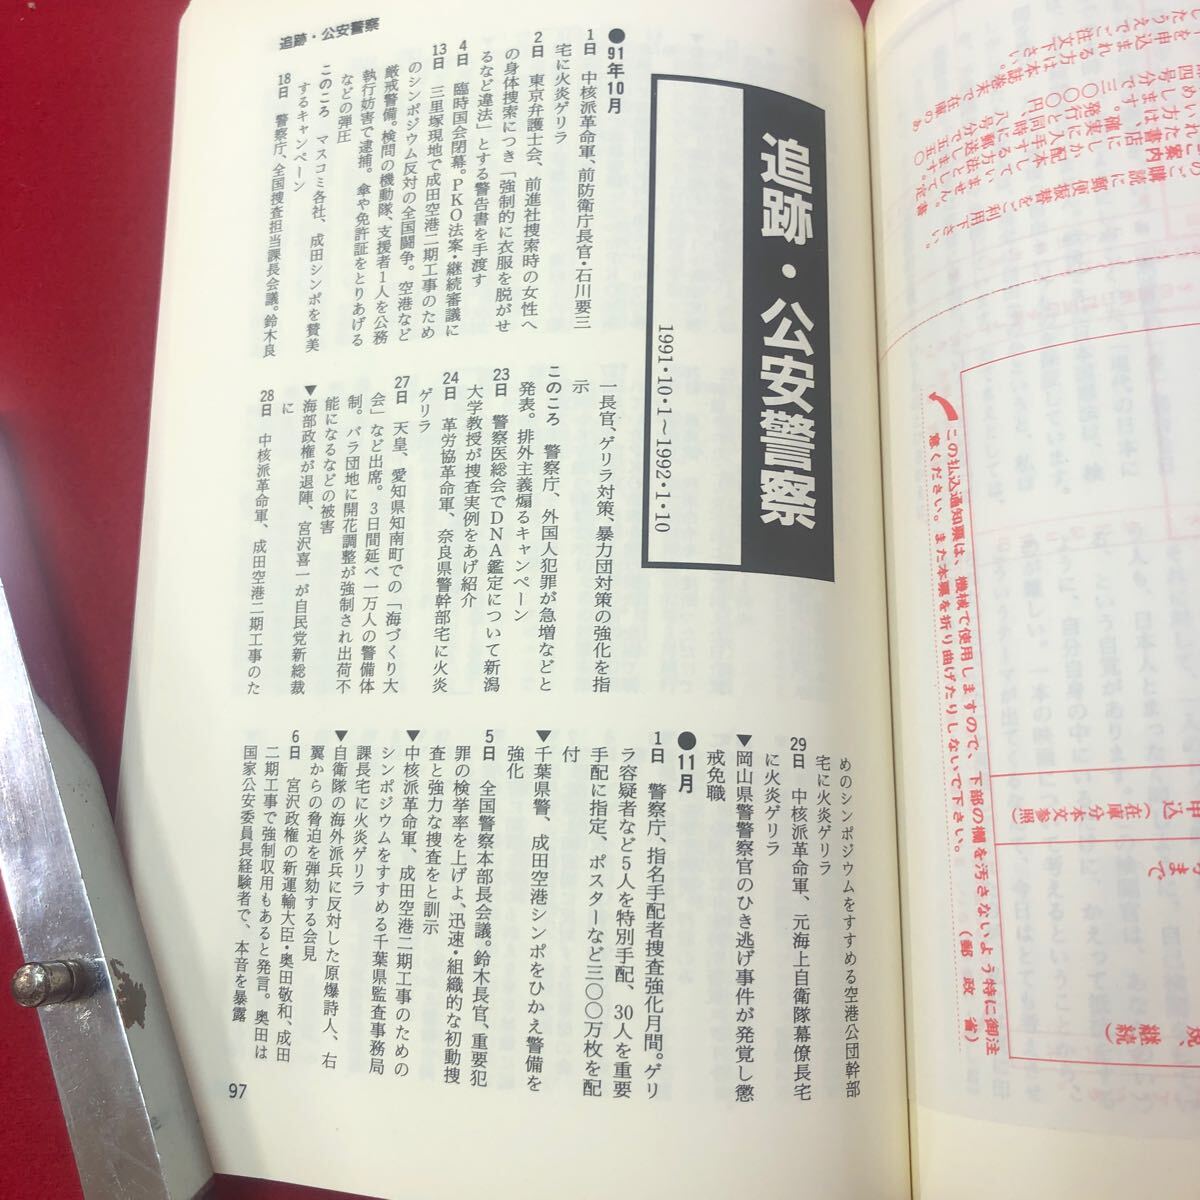 追跡・公安警察
追跡・公安警察
1991・10・1〜1992・1・10
●91年10月
1日　中核派革命軍、前防衛庁長官・石川要三
宅に火炎ゲリラ
2日　東京弁護士会、前進社捜索時の女性へ
の身体捜索につき「強制的に衣服を脱がせ
るなど違法」とする警告書を手渡す
4日　臨時国会閉幕。PKO法案・継続審議に
13日　三里塚現地で成田空港二期工事のため
のシンポジウム反対の全国闘争。空港など
厳戒警備。検問の機動隊、支援者1人を公務
執行妨害で逮捕。傘や免許証をとりあげる
などの弾圧
このころ　マスコミ各社、成田シンポを賛美
するキャンペーン
18日　警察庁、全国捜査担当課長会議。鈴木良
一長官、ゲリラ対策、暴力団対策の強化を指
示
このころ　警察庁、外国人犯罪が急増などと
発表。排外主義煽るキャンペーン
23日　警察医総会でDNA鑑定について新潟
大学教授が捜査実例をあげ紹介
24日　革労協革命軍、奈良県警幹部宅に火炎
ゲリラ
27日　天皇、愛知県知南町での「海づくり大
会」など出席。3日間延べ一万人の警備体
制。バラ団地に開花調整が強制され出荷不
能になるなどの被害
▼海部政権が退陣、宮沢喜一が自民党新総裁
に
28日　中核派革命軍、成田空港二期工事のた
めのシンポジウムをすすめる空港公団幹部
宅に火炎ゲリラ
29日　中核派革命軍、元海上自衛隊幕僚長宅
に火炎ゲリラ
▼岡山県警警察官のひき逃げ事件が発覚し懲
戒免職
●11月
1日　警察庁、指名手配者捜査強化月間。ゲリ
ラ容疑者など5人を特別手配、30人を重要
手配に指定、ポスターなど三〇〇万枚を配
付
▼千葉県警、成田空港シンポをひかえ警備を
強化
5日　全国警察本部長会議。鈴木長官、重要犯
罪の検挙率を上げよ、迅速・組織的な初動捜
査と強力な捜査をと訓示
▼中核派革命軍、成田空港二期工事のための
シンポジウムをすすめる千葉県監査事務局
課長宅に火炎ゲリラ
▼自衛隊の海外派兵に反対した原爆詩人、右
翼からの脅迫を弾劾する会見
6日　宮沢政権の新運輸大臣・奥田敬和、成田
二期工事で強制収用もあると発言。奥田は
国家公安委員長経験者で、本音を暴露
97
この払込通知票は、機械で使用しますので、下部の欄を汚さないよう特に御注
意ください。また本票を折り曲げたりしないで下さい。
（郵政省）
（在庫分本文参照）